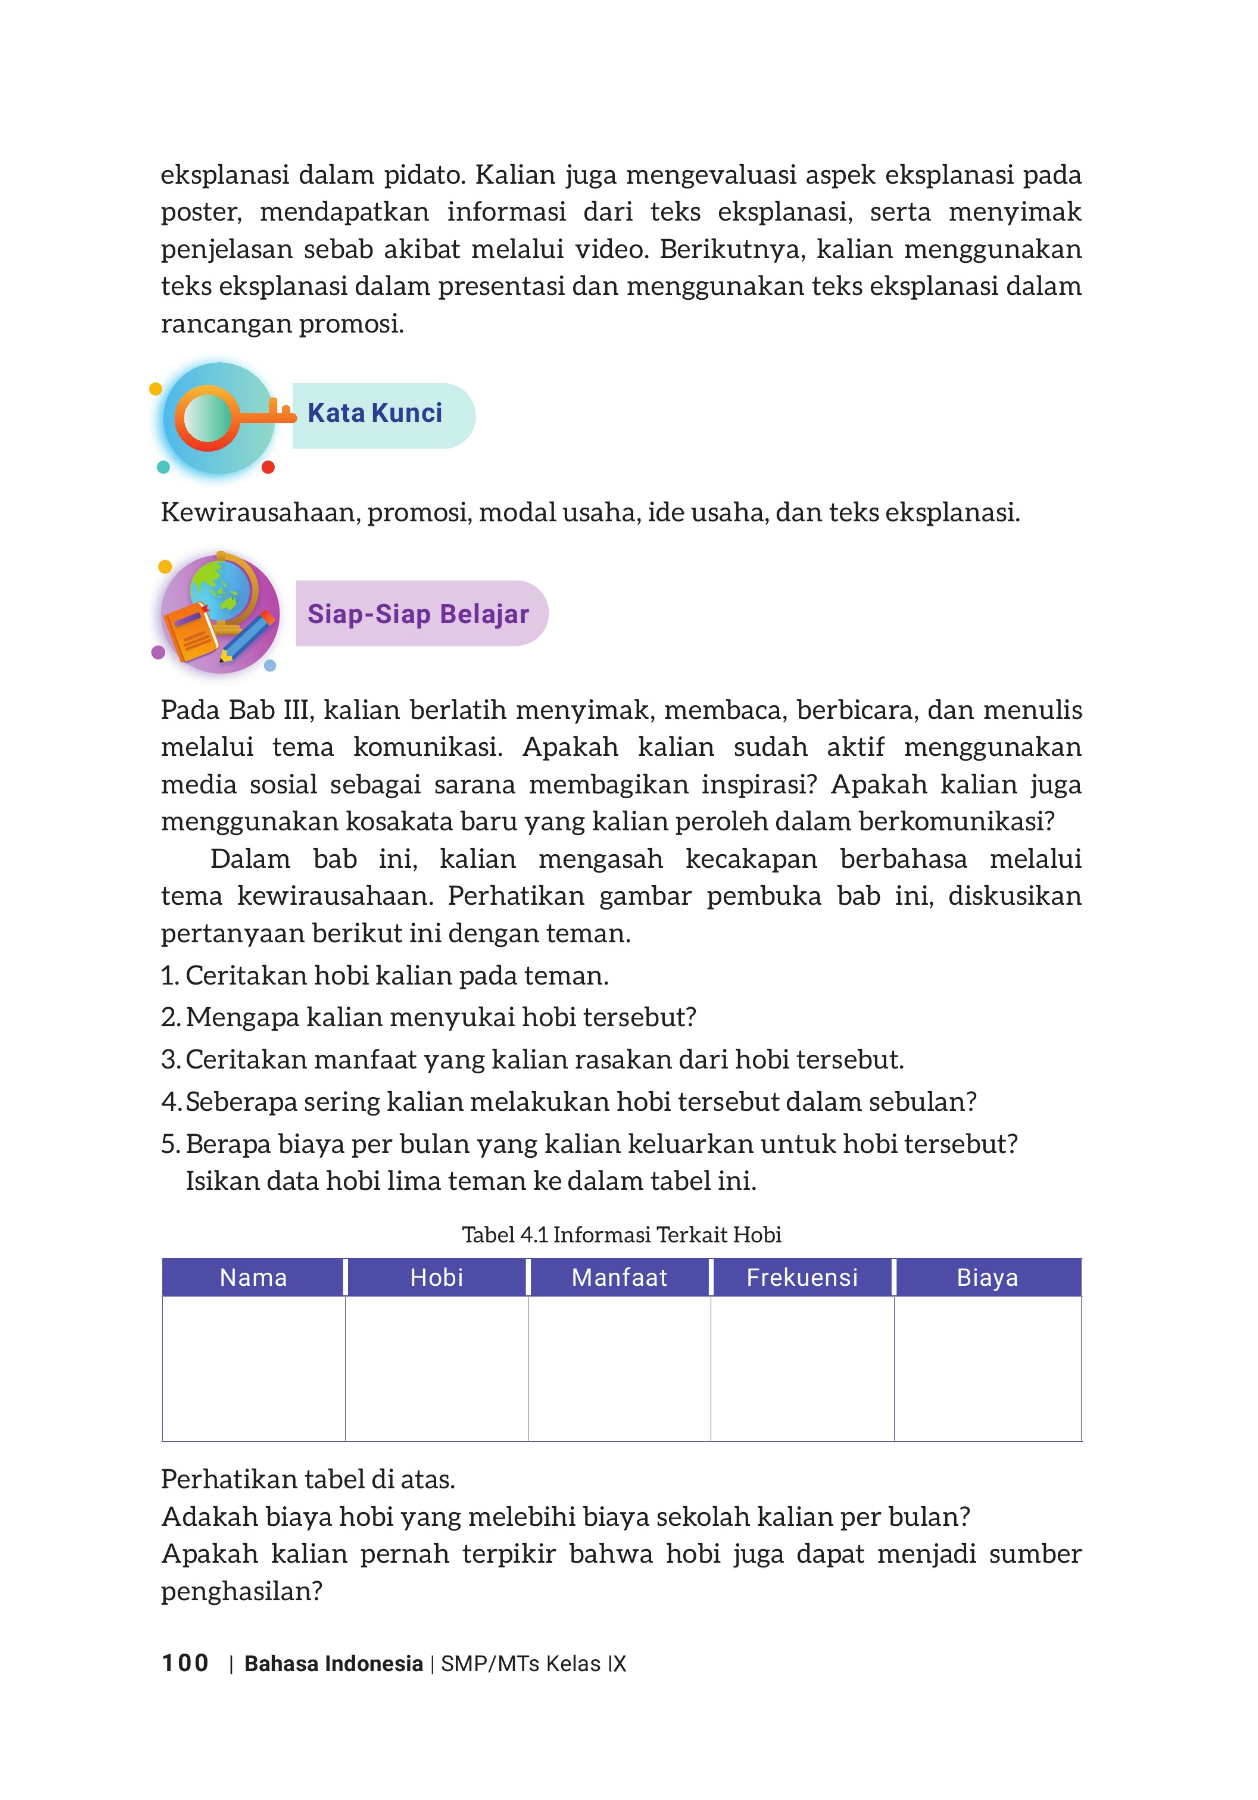 eksplanasi dalam pidato. Kalian juga mengevaluasi aspek eksplanasi pada
poster, mendapatkan informasi dari teks eksplanasi, serta menyimak
penjelasan sebab akibat melalui video. Berikutnya, kalian menggunakan
teks eksplanasi dalam presentasi dan menggunakan teks eksplanasi dalam
rancangan promosi.
Kata Kunci
Kewirausahaan, promosi, modal usaha, ide usaha, dan teks eksplanasi.
Siap-Siap Belajar
Pada Bab III, kalian berlatih menyimak, membaca, berbicara, dan menulis
melalui tema komunikasi. Apakah kalian sudah aktif menggunakan
media sosial sebagai sarana membagikan inspirasi? Apakah kalian juga
menggunakan kosakata baru yang kalian peroleh dalam berkomunikasi?
Dalam bab ini, kalian mengasah kecakapan berbahasa melalui
tema kewirausahaan. Perhatikan gambar pembuka bab ini, diskusikan
pertanyaan berikut ini dengan teman.
1. Ceritakan hobi kalian pada teman.
2. Mengapa kalian menyukai hobi tersebut?
3. Ceritakan manfaat yang kalian rasakan dari hobi tersebut.
4. Seberapa sering kalian melakukan hobi tersebut dalam sebulan?
5. Berapa biaya per bulan yang kalian keluarkan untuk hobi tersebut?
Isikan data hobi lima teman ke dalam tabel ini.
Tabel 4.1 Informasi Terkait Hobi
Nama Hobi Manfaat Frekuensi Biaya
Perhatikan tabel di atas.
Adakah biaya hobi yang melebihi biaya sekolah kalian per bulan?
Apakah kalian pernah terpikir bahwa hobi juga dapat menjadi sumber
penghasilan?
100 | Bahasa Indonesia | SMP/MTs Kelas IX